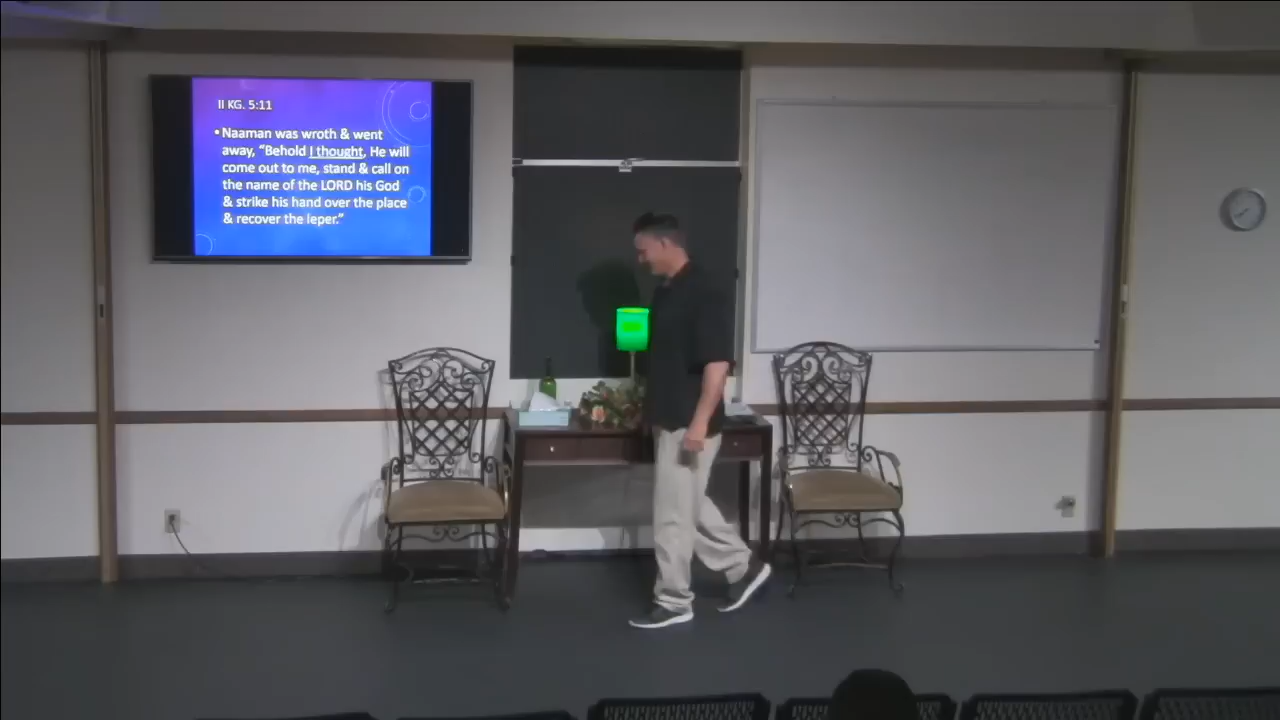 II KG. 5:11
• Naaman was wroth & went
away, “Behold I thought, He will
come out to me, stand & call on
the name of the LORD his God
& strike his hand over the place
& recover the leper.”